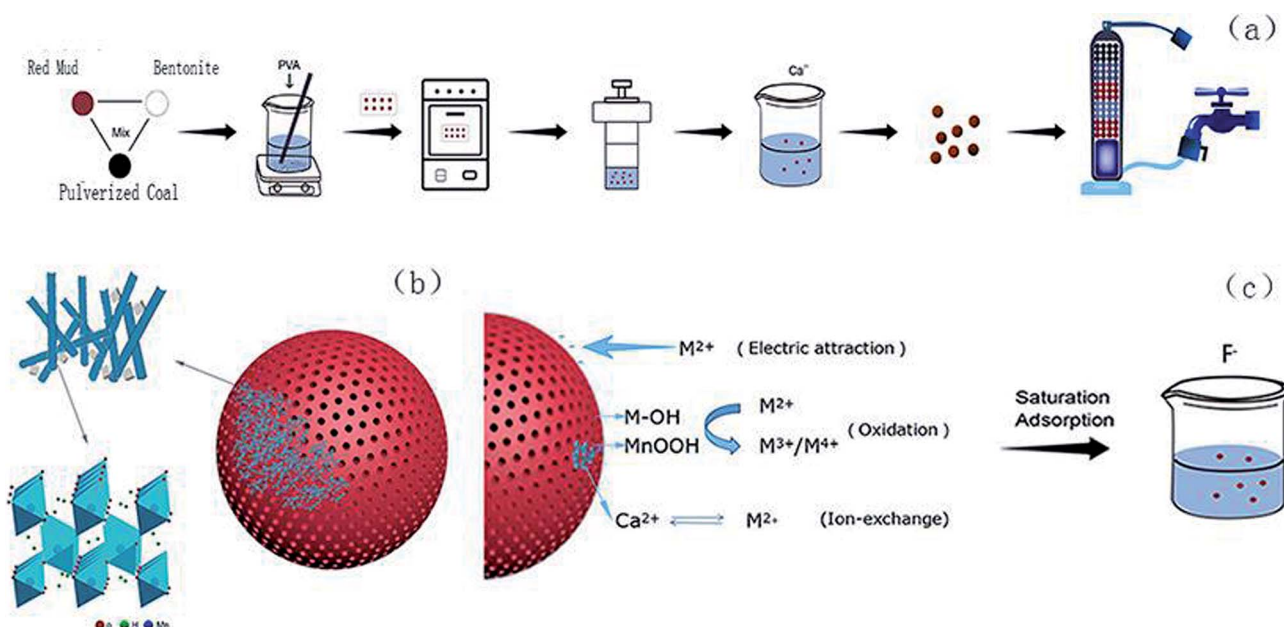 (a)
Red Mud
Bentonite
Mix
Pulverized Coal
PVA
Ca⁺⁺
(b)
(c)
M²⁺ (Electric attraction)
M-OH
MnOOH
M²⁺
M³⁺/M⁴⁺
(Oxidation)
Ca²⁺
M²⁺
(Ion-exchange)
Saturation
Adsorption
F⁻
H
Mn